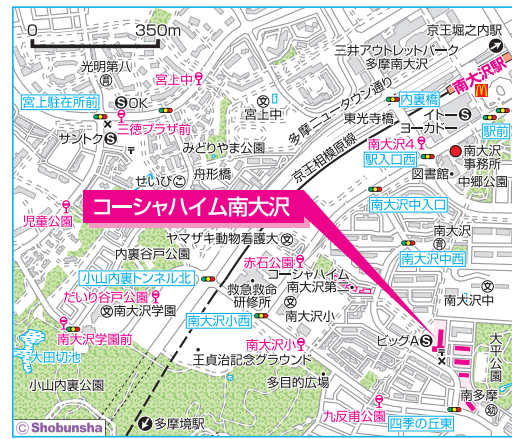 0 350m
京王堀之内駅
三井アウトレットパーク
多摩南大沢
南大沢駅
光明第八
育
宮上中
宮上駐在所前
S OK
三徳プラザ前
サントク S
文
宮上中
多摩ニュータウン通り
内裏橋
東光寺橋
イトー
ヨーカドー S
駅前
京王相模原線
南大沢4
駅入口西
南大沢
事務所
図書館
中郷公園
みどりやま公園
舟形橋
せいび
コーシャハイム南大沢
南大沢中入口
児童公園
ヤマザキ動物看護大 文
内裏谷戸公園
南大沢
育
南大沢中西
赤石公園
小山内裏トンネル北
コーシャハイム
南大沢第二
救急救命
研修所
だいり谷戸公園
文 南大沢学園
文
南大沢中
南大沢小西
文
南大沢小
南大沢学園前
大田切池
南大沢小
ビッグA S
王貞治記念グラウンド
大平公園
小山内裏公園
多目的広場
南多摩
幼
九反甫公園
四季の丘東
多摩境駅
© Shobunsha